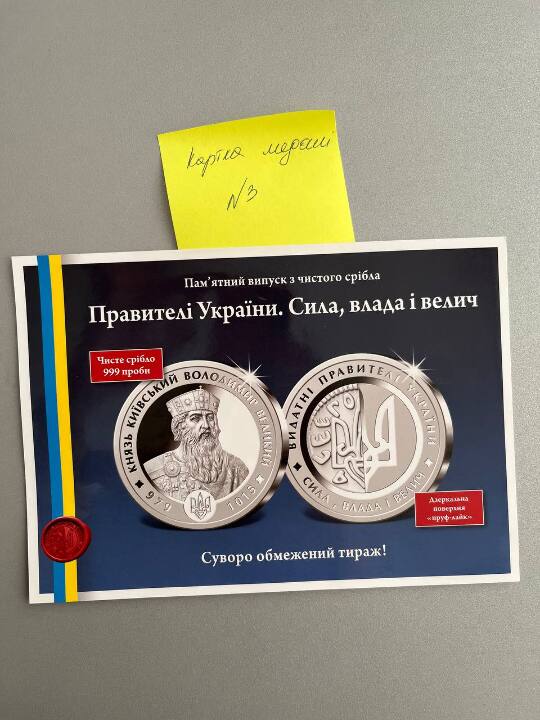 Картка медалі
№3
Пам'ятний випуск з чистого срібла
Правителі України. Сила, влада і велич
Чисте срібло
999 проби
КНЯЗЬ КИЇВСЬКИЙ ВОЛОДИМИР ВЕЛИКИЙ
979 1015
ВИДАТНІ ПРАВИТЕЛІ УКРАЇНИ
СИЛА, ВЛАДА І ВЕЛИЧ
Дзеркальна
поверхня
«пруф-лайк»
Суворо обмежений тираж!